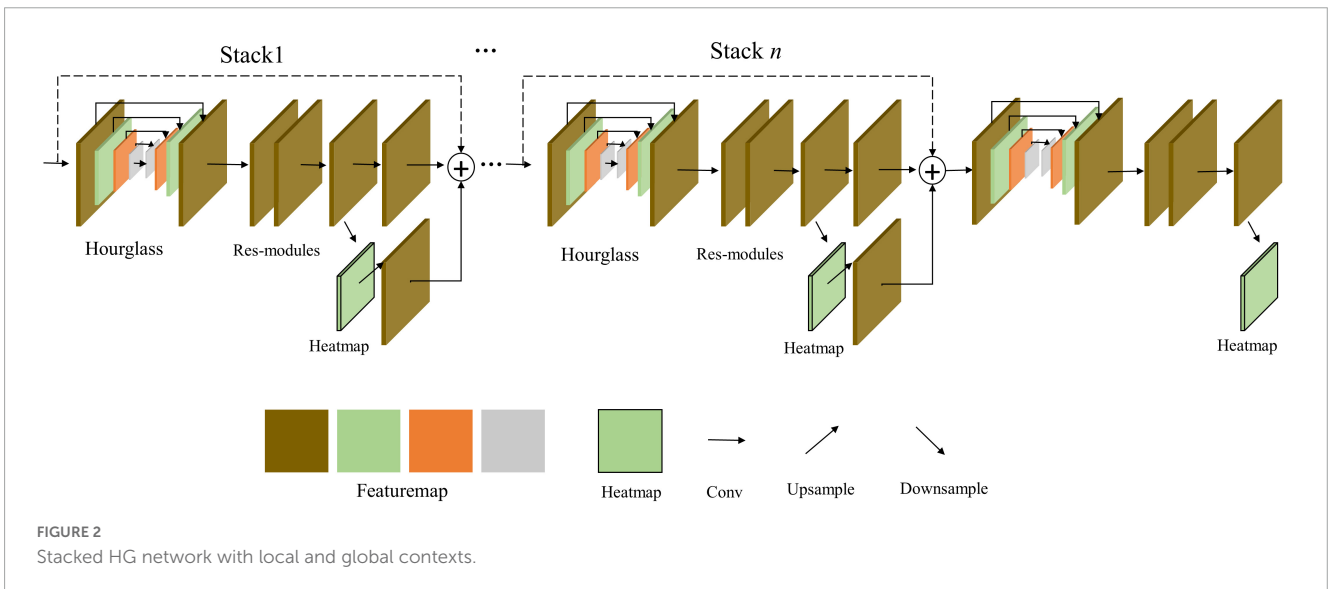 Stack1
...
Stack n
...
Hourglass
Res-modules
Heatmap
Hourglass
Res-modules
Heatmap
Heatmap
Featuremap
Heatmap
Conv
Upsample
Downsample
FIGURE 2
Stacked HG network with local and global contexts.